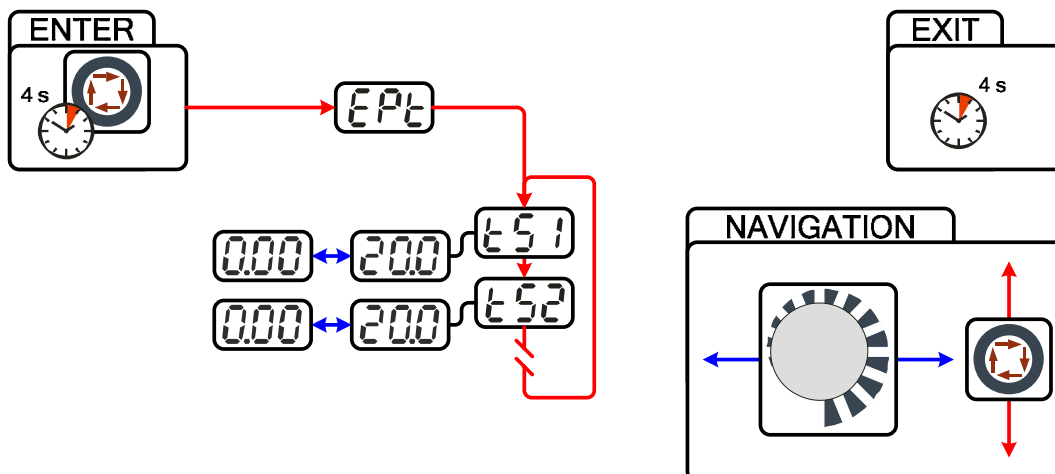 ENTER
EXIT
4 s
4 s
EPt
tS1
0.00
20.0
tS2
0.00
20.0
NAVIGATION